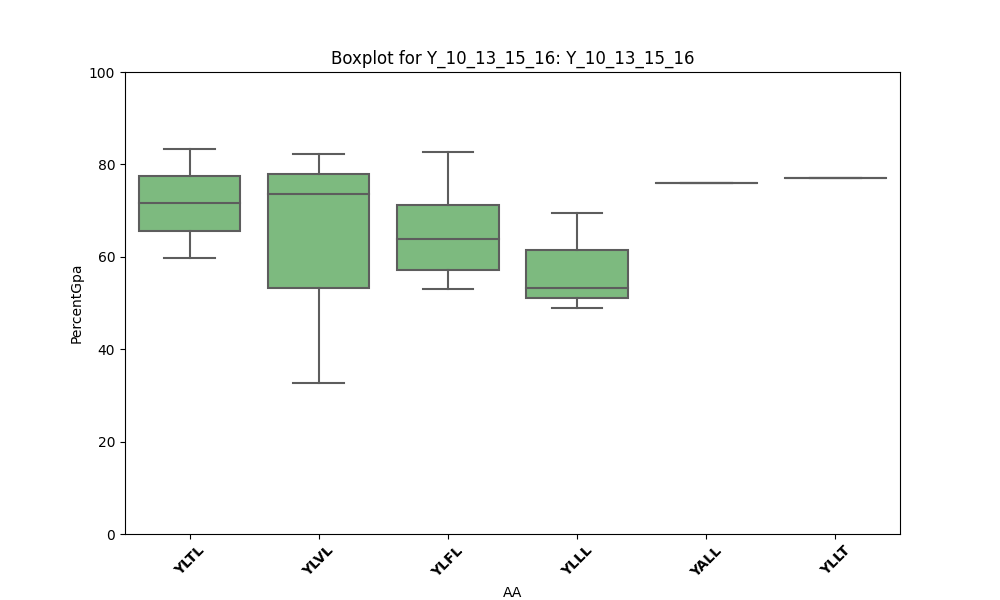 Boxplot for Y_10_13_15_16: Y_10_13_15_16
100
80
60
40
20
0
PercentGpa
YLTL
YLVL
YLFL
YLLL
YALL
YLLT
AA